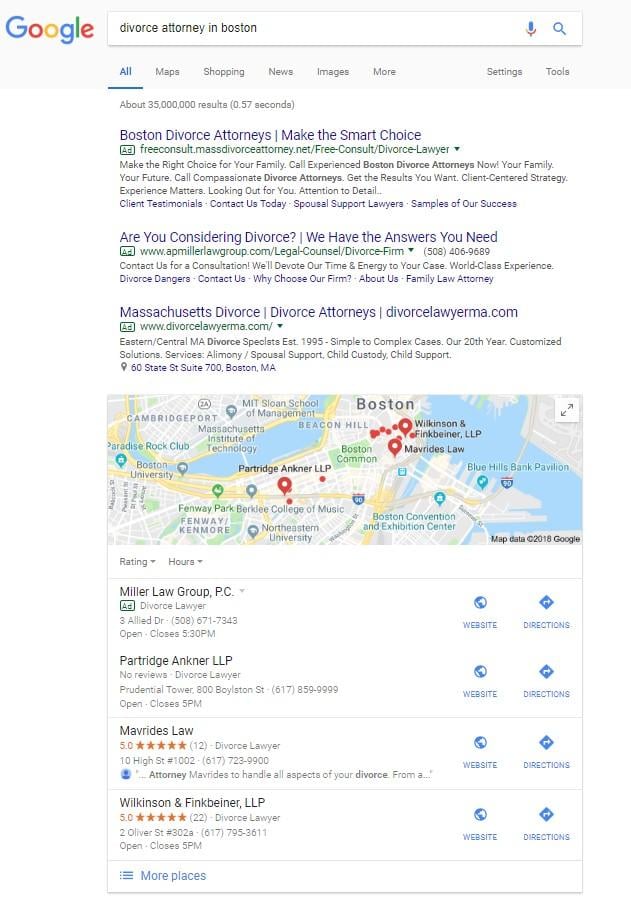 Google
divorce attorney in boston
All Maps Shopping News Images More Settings Tools
About 35,000,000 results (0.57 seconds)
Boston Divorce Attorneys | Make the Smart Choice
Ad freeconsult.massdivorceattorney.net/Free-Consult/Divorce-Lawyer
Make the Right Choice for Your Family. Call Experienced Boston Divorce Attorneys Now! Your Family.
Your Future. Call Compassionate Divorce Attorneys. Get the Results You Want. Client-Centered Strategy.
Experience Matters. Looking Out for You. Attention to Detail..
Client Testimonials · Contact Us Today · Spousal Support Lawyers · Samples of Our Success
Are You Considering Divorce? | We Have the Answers You Need
Ad www.apmillerlawgroup.com/Legal-Counsel/Divorce-Firm (508) 406-9689
Contact Us for a Consultation! We'll Devote Our Time & Energy to Your Case. World-Class Experience.
Divorce Dangers · Contact Us · Why Choose Our Firm? · About Us · Family Law Attorney
Massachusetts Divorce | Divorce Attorneys | divorcelawyerma.com
Ad www.divorcelawyerma.com/
Eastern/Central MA Divorce Speclsts Est. 1995 - Simple to Complex Cases. Our 20th Year. Customized
Solutions. Services: Alimony / Spousal Support, Child Custody, Child Support.
60 State St Suite 700, Boston, MA
2A
MIT Sloan School
of Management
Boston
CAMBRIDGEPORT
BEACON HILL
Wilkinson &
Finkbeiner, LLP
Massachusetts
Institute of
Technology
Paradise Rock Club
Boston
Common
Mavrides Law
Boston
University
Partridge Ankner LLP
Blue Hills Bank Pavilion
90
90
Fenway Park
Berklee College of Music
FENWAY/
KENMORE
Boston Convention
and Exhibition Center
Northeastern
University
Washington St
Map data ©2018 Google
Rating Hours
Miller Law Group, P.C.
Ad Divorce Lawyer
3 Allied Dr · (508) 671-7343
Open · Closes 5:30PM
WEBSITE DIRECTIONS
Partridge Ankner LLP
No reviews · Divorce Lawyer
Prudential Tower, 800 Boylston St · (617) 859-9999
Open · Closes 5PM
WEBSITE DIRECTIONS
Mavrides Law
5.0 (12) · Divorce Lawyer
10 High St #1002 · (617) 723-9900
"... Attorney Mavrides to handle all aspects of your divorce. From a..."
WEBSITE DIRECTIONS
Wilkinson & Finkbeiner, LLP
5.0 (22) · Divorce Lawyer
2 Oliver St #302a · (617) 795-3611
Open · Closes 5PM
WEBSITE DIRECTIONS
More places